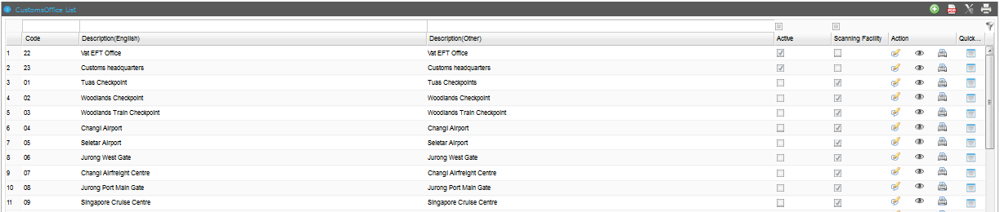 CustomsOffice List
Code Description(English) Description(Other) Active Scanning Facility Action Quick...
1 22 Vat EFT Office Vat EFT Office
2 23 Customs headquarters Customs headquarters
3 01 Tuas Checkpoint Tuas Checkpoints
4 02 Woodlands Checkpoint Woodlands Checkpoint
5 03 Woodlands Train Checkpoint Woodlands Train Checkpoint
6 04 Changi Airport Changi Airport
7 05 Seletar Airport Seletar Airport
8 06 Jurong West Gate Jurong West Gate
9 07 Changi Airfreight Centre Changi Airfreight Centre
10 08 Jurong Port Main Gate Jurong Port Main Gate
11 09 Singapore Cruise Centre Singapore Cruise Centre